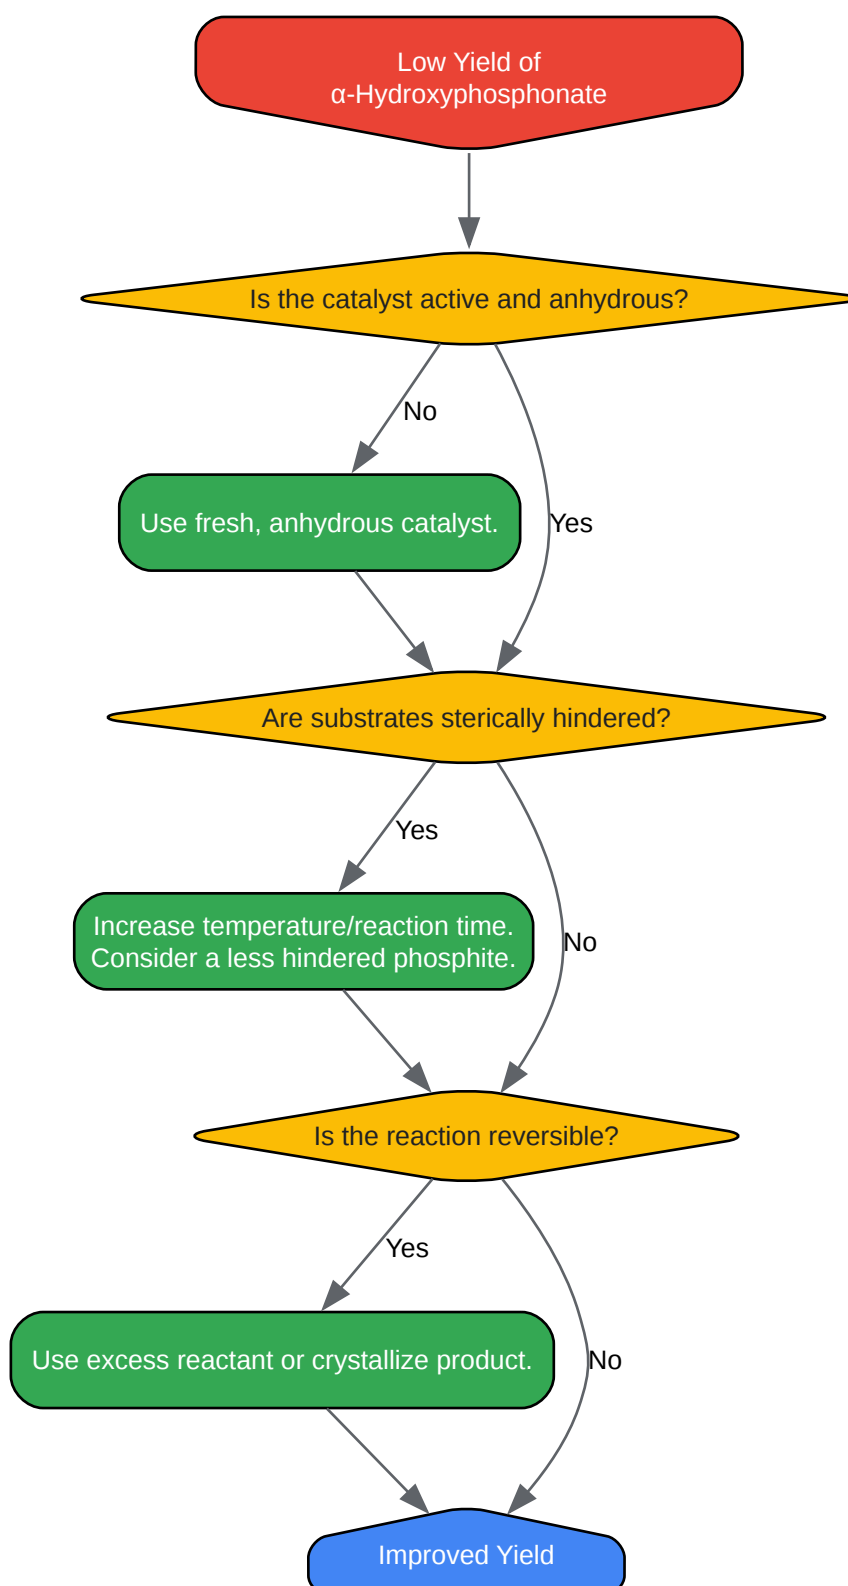 Low Yield of
α-Hydroxyphosphonate
Is the catalyst active and anhydrous?
No
Use fresh, anhydrous catalyst.
Yes
Are substrates sterically hindered?
Yes
Increase temperature/reaction time.
Consider a less hindered phosphite.
No
Is the reaction reversible?
Yes
Use excess reactant or crystallize product.
No
Improved Yield